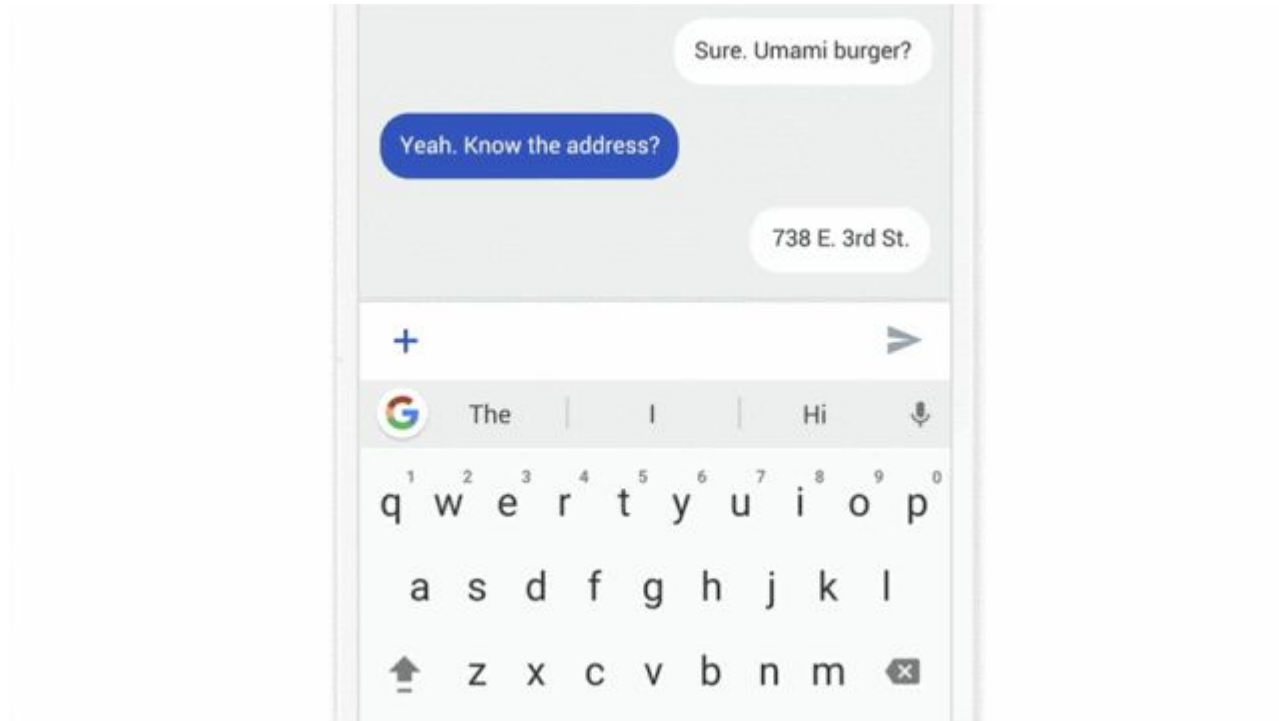 Sure. Umami burger?
Yeah. Know the address?
738 E. 3rd St.
G The I Hi
1 2 3 4 5 6 7 8 9 0
q w e r t y u i o p
a s d f g h j k l
z x c v b n m